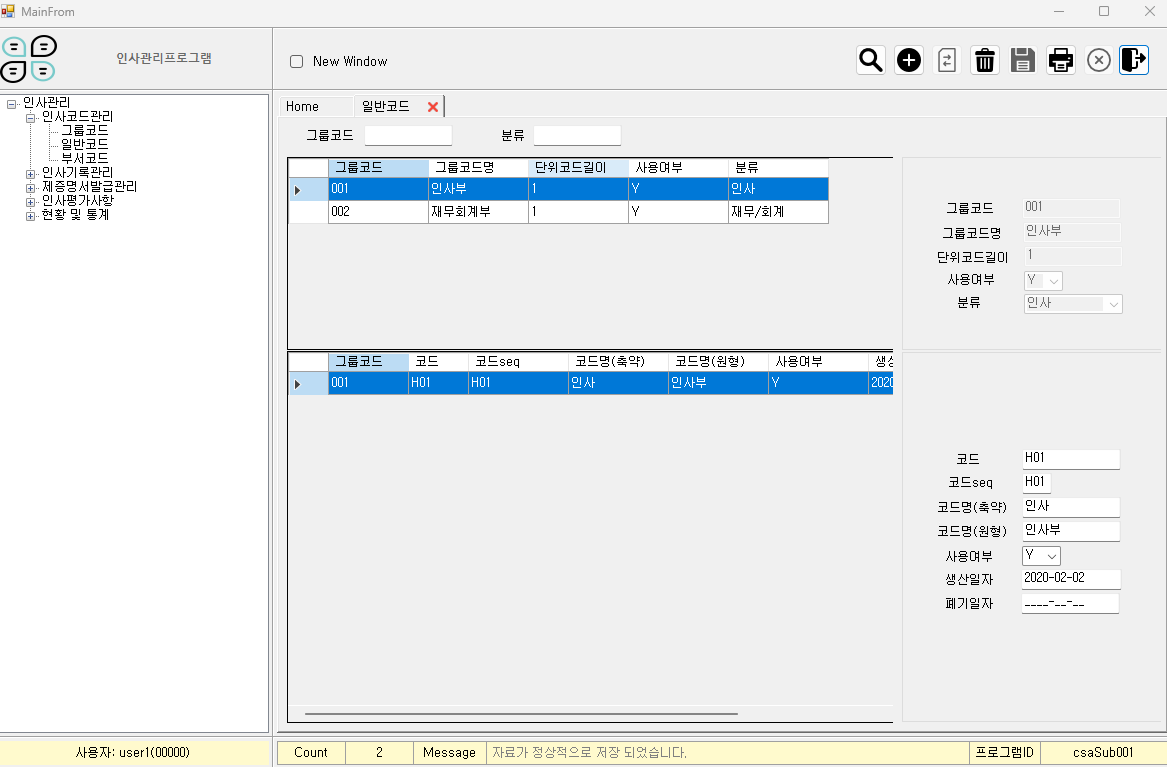 MainFrom
인사관리프로그램
New Window
인사관리
인사코드관리
그룹코드
일반코드
부서코드
인사기록관리
제증명서발급관리
인사평가사항
현황 및 통계
Home 일반코드
그룹코드 분류
그룹코드 그룹코드명 단위코드길이 사용여부 분류
001 인사부 1 Y 인사
002 재무회계부 1 Y 재무/회계
그룹코드 001
그룹코드명 인사부
단위코드길이 1
사용여부 Y
분류 인사
그룹코드 코드 코드seq 코드명(축약) 코드명(원형) 사용여부 생성
001 H01 H01 인사 인사부 Y 2020
코드 H01
코드seq H01
코드명(축약) 인사
코드명(원형) 인사부
사용여부 Y
생산일자 2020-02-02
폐기일자 ____-__-__
사용자: user1(00000) Count 2 Message 자료가 정상적으로 저장 되었습니다. 프로그램ID csaSub001